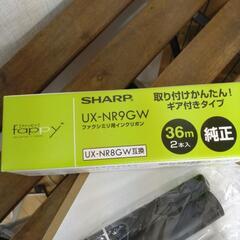 fappy
SHARP
UX-NR9GW
ファクシミリ用インクリボン
UX-NR8GW互換
取り付けかんたん!
ギア付きタイプ
36m
2本入
純正